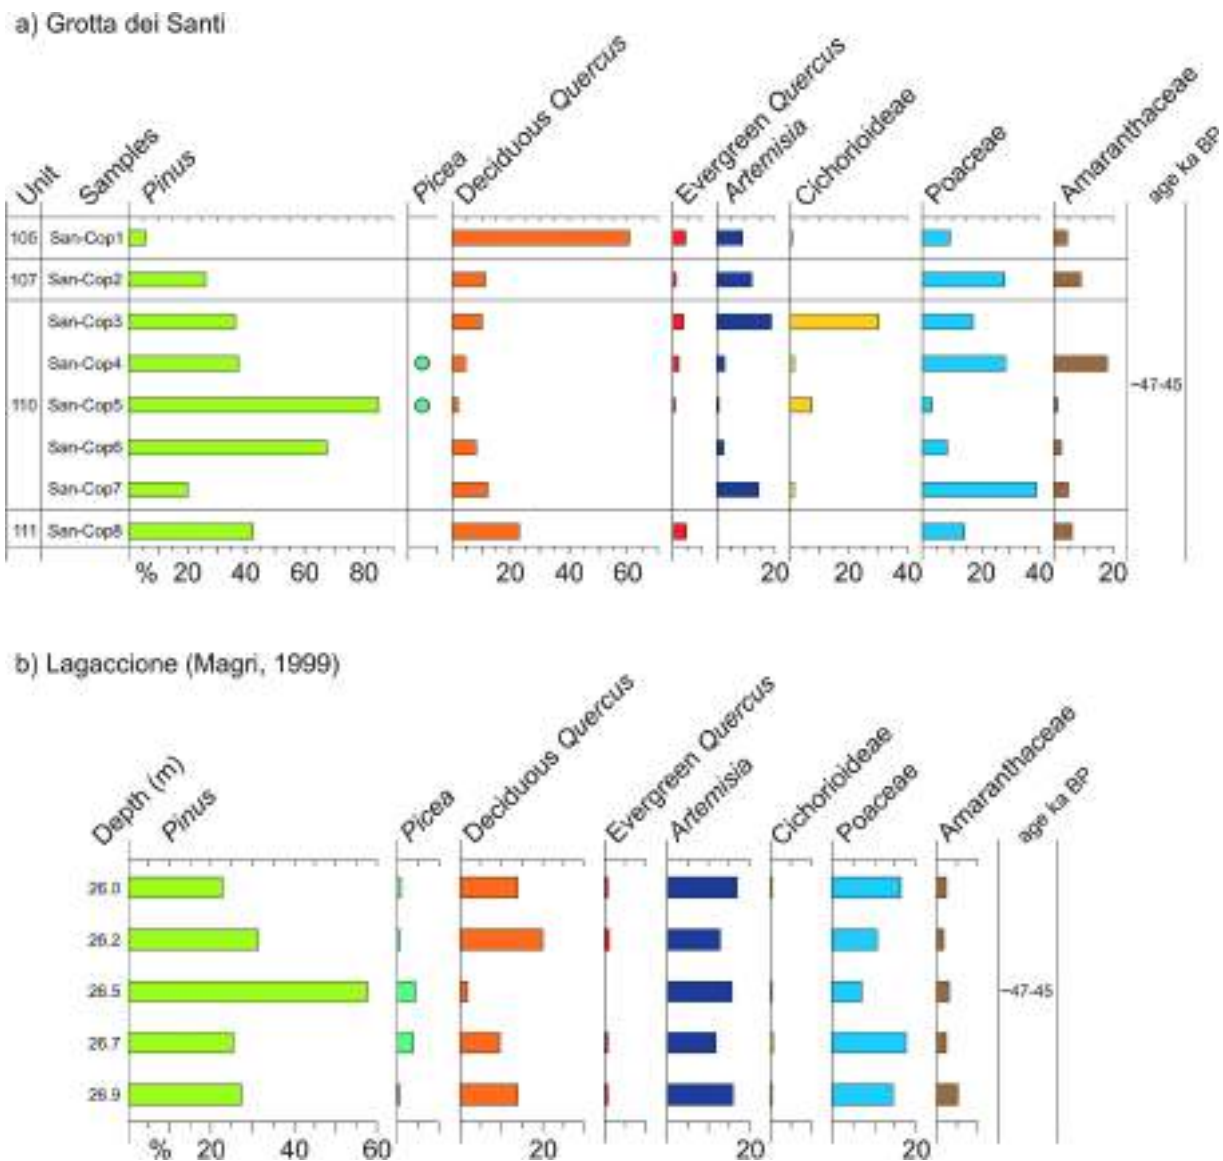 a) Grotta dei Santi
Unit Samples Pinus Picea Deciduous Quercus Evergreen Quercus Artemisia Cichorioideae Poaceae Amaranthaceae age ka BP
106 San-Cop1
107 San-Cop2
San-Cop3
San-Cop4
~47-45
110 San-Cop5
San-Cop6
San-Cop7
111 San-Cop8
% 20 40 60 80 20 40 60 20 20 40 20 40 20
b) Lagaccione (Magri, 1999)
Depth (m) Pinus Picea Deciduous Quercus Evergreen Quercus Artemisia Cichorioideae Poaceae Amaranthaceae age ka BP
26.0
26.2
26.5 ~47-45
26.7
26.9
% 20 40 60 20 20 20